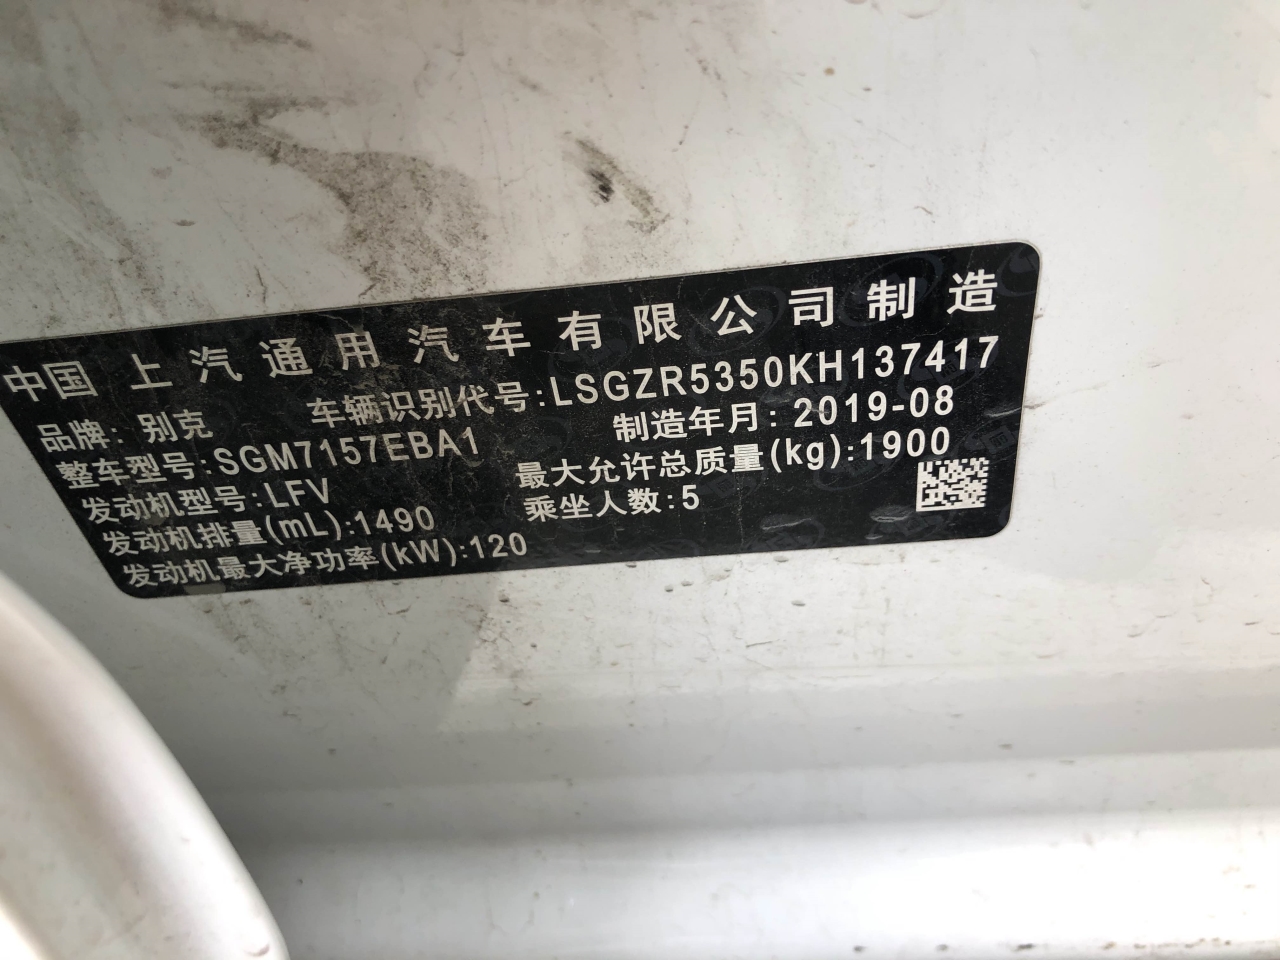 中国 上汽通用汽车有限公司制造
品牌: 别克 车辆识别代号:LSGZR5350KH137417
整车型号:SGM7157EBA1 制造年月: 2019-08
发动机型号:LFV 最大允许总质量(kg):1900
发动机排量(mL):1490 乘坐人数:5
发动机最大净功率(kW):120